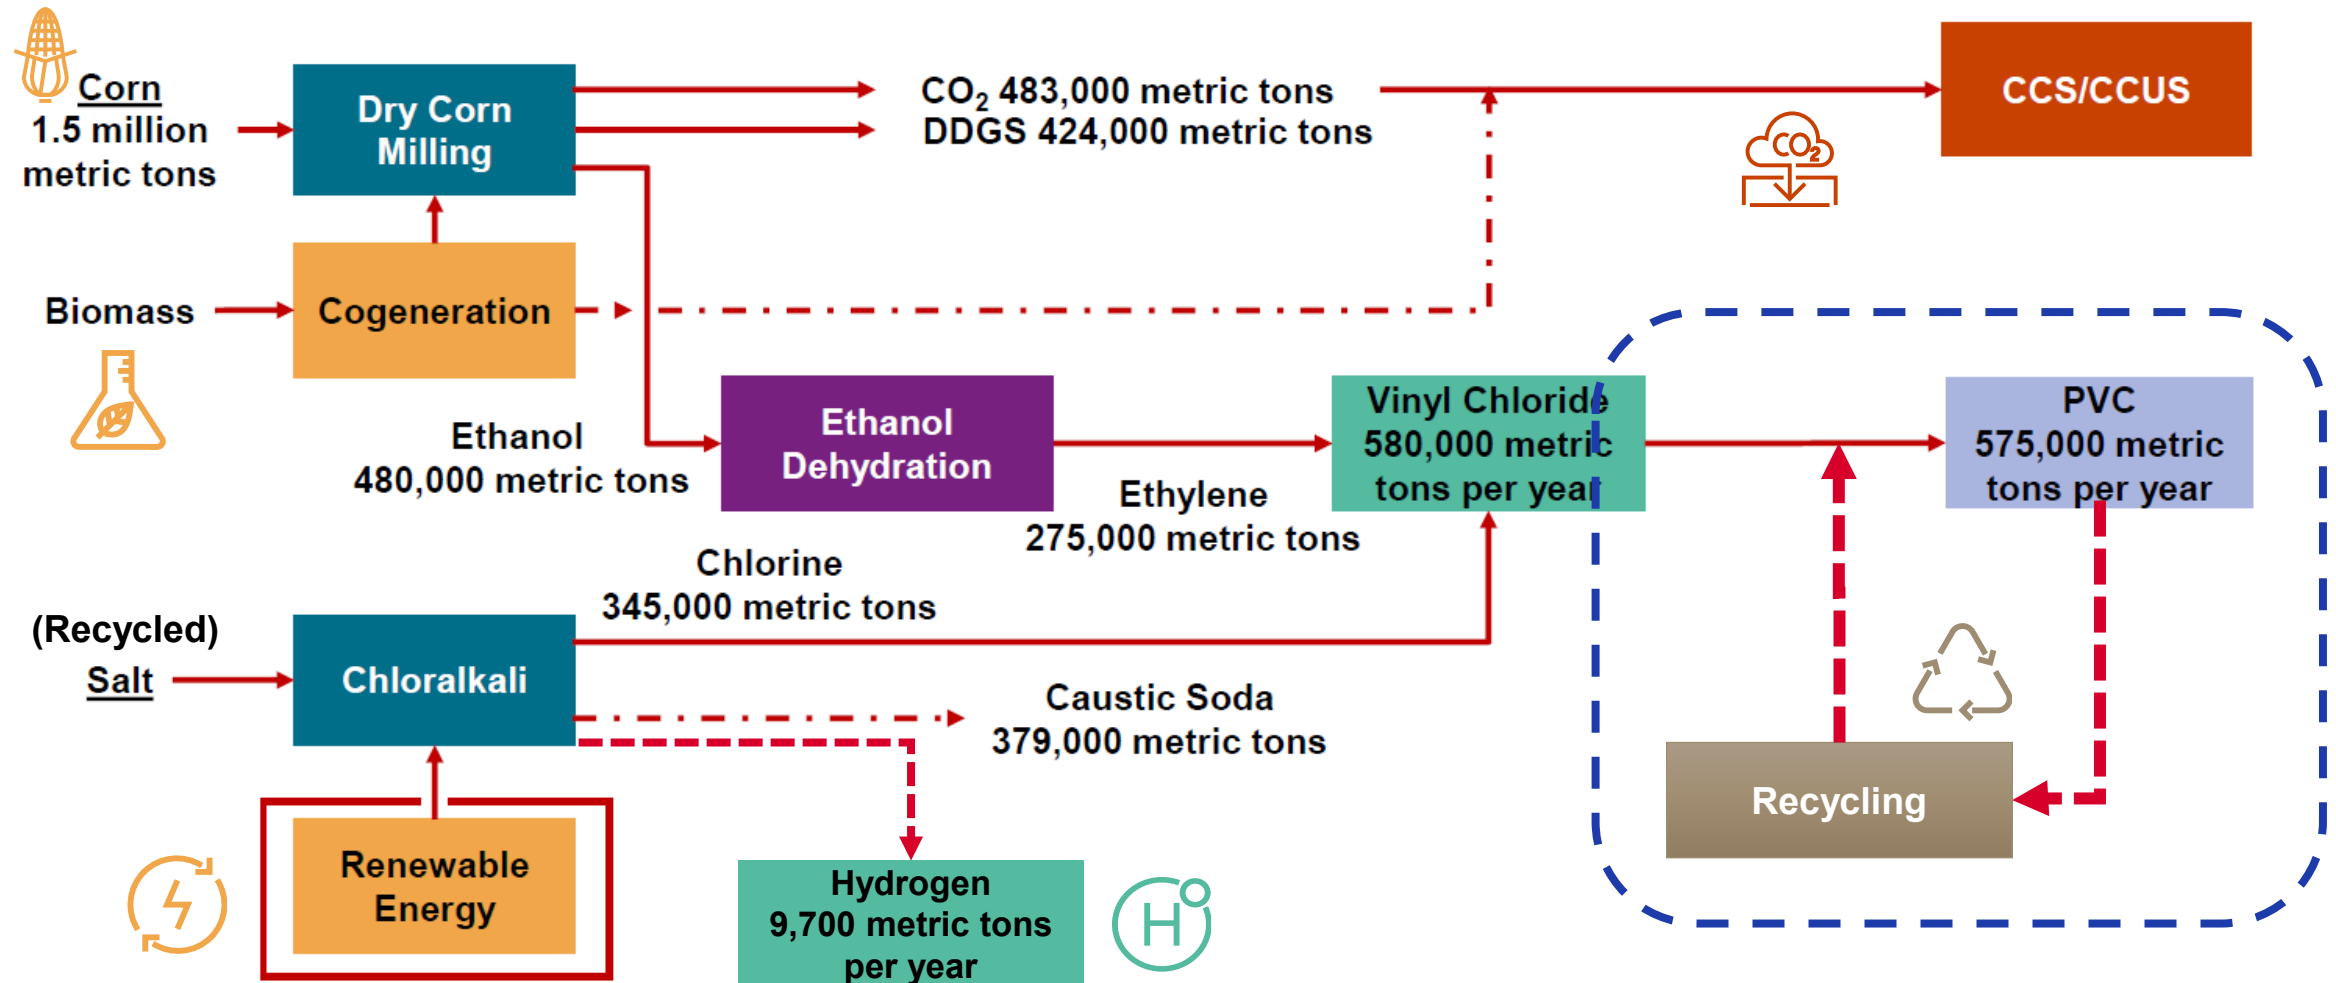 Corn
1.5 million
metric tons
Dry Corn
Milling
CO₂ 483,000 metric tons
DDGS 424,000 metric tons
CCS/CCUS
CO₂
Biomass
Cogeneration
Ethanol
480,000 metric tons
Ethanol
Dehydration
Ethylene
275,000 metric tons
Vinyl Chloride
580,000 metric
tons per year
PVC
575,000 metric
tons per year
Chlorine
345,000 metric tons
(Recycled)
Salt
Chloralkali
Caustic Soda
379,000 metric tons
Recycling
Renewable
Energy
Hydrogen
9,700 metric tons
per year
H